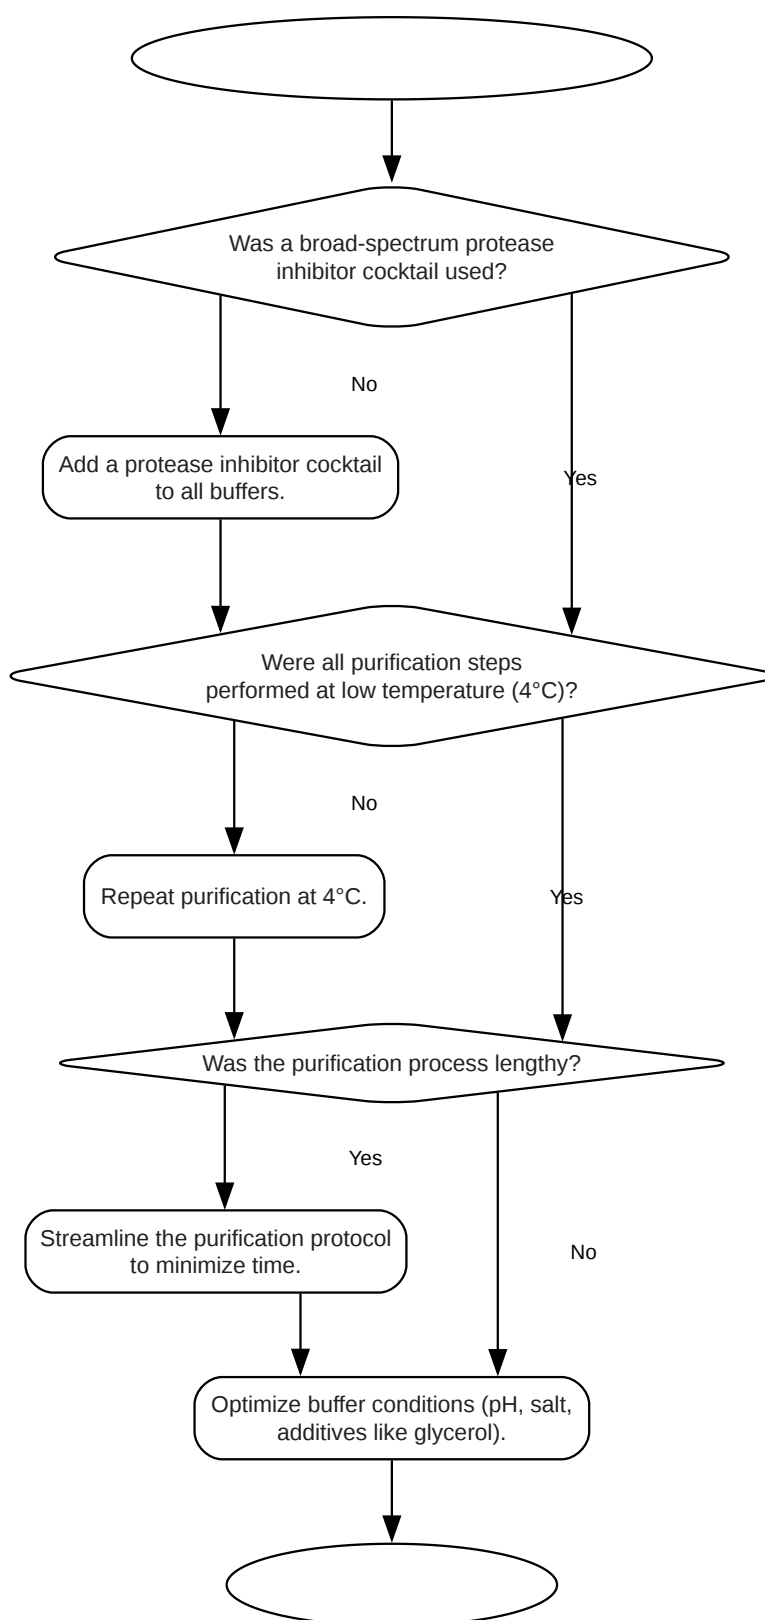 Was a broad-spectrum protease
inhibitor cocktail used?
No
Add a protease inhibitor cocktail
to all buffers.
Yes
Were all purification steps
performed at low temperature (4°C)?
No
Repeat purification at 4°C.
Yes
Was the purification process lengthy?
Yes
Streamline the purification protocol
to minimize time.
No
Optimize buffer conditions (pH, salt,
additives like glycerol).